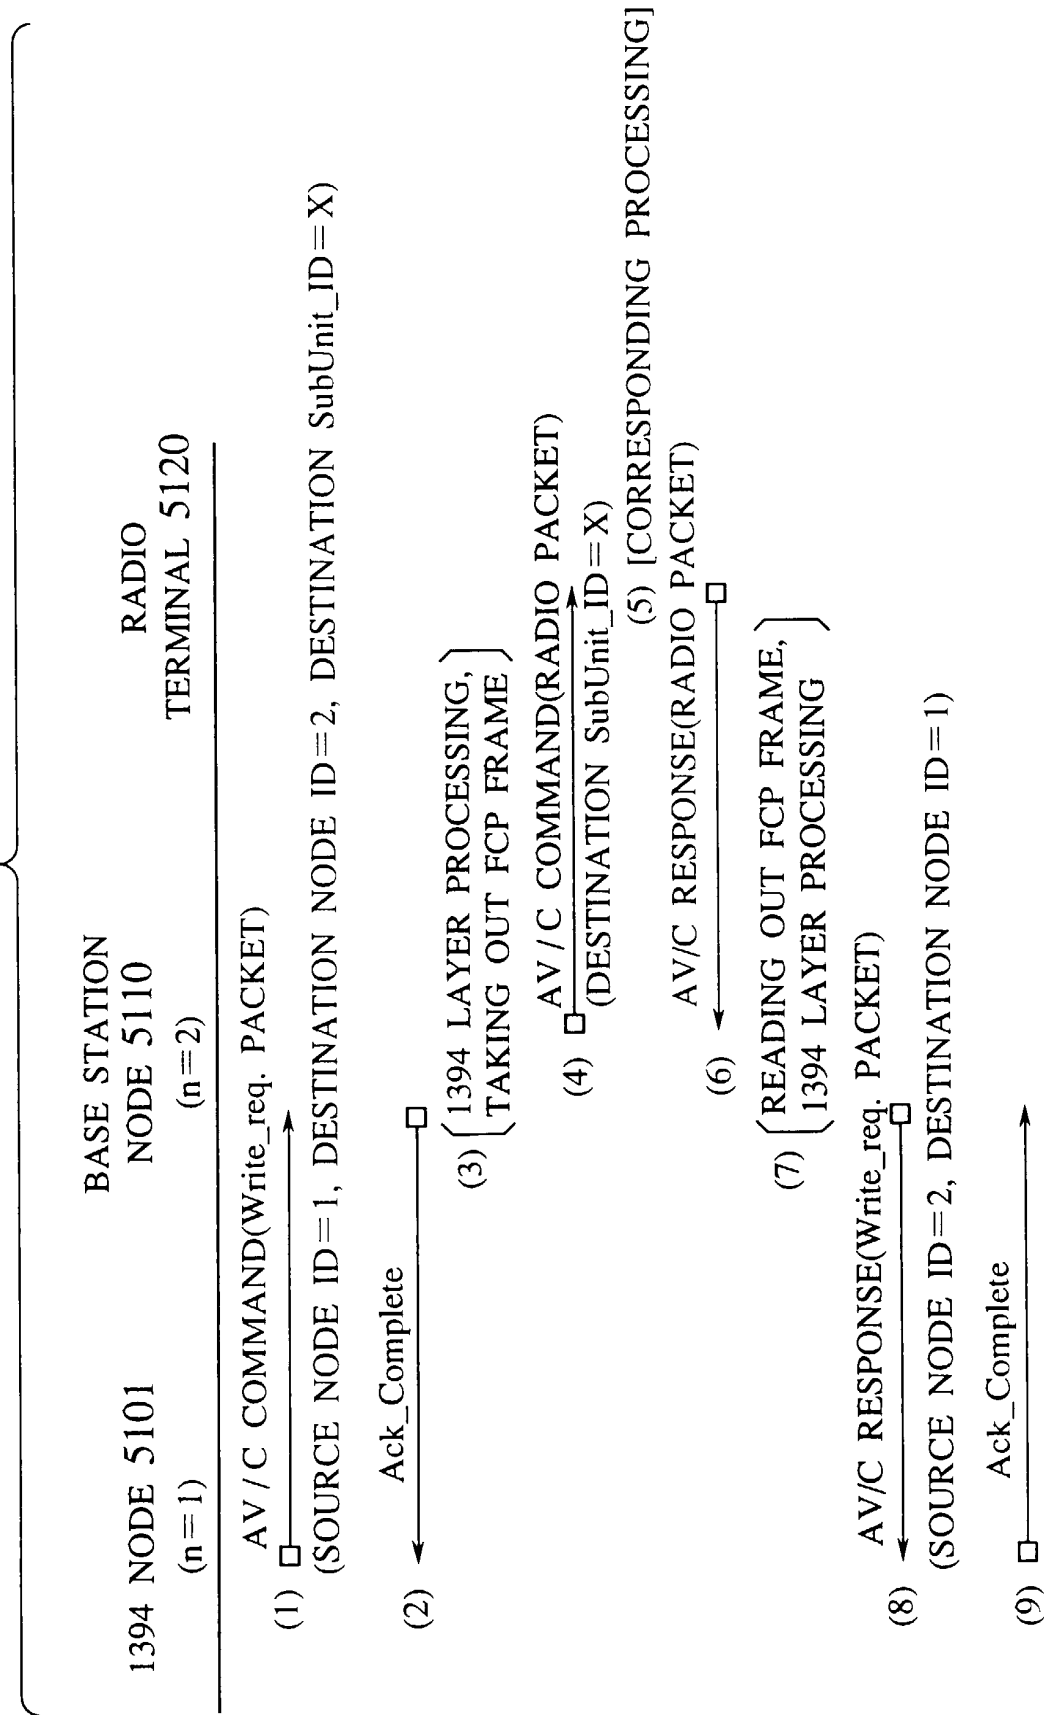 1394 NODE 5101
(n=1)
BASE STATION
NODE 5110
(n=2)
RADIO
TERMINAL 5120
(1)
AV / C COMMAND(Write_req. PACKET)
(SOURCE NODE ID=1, DESTINATION NODE ID=2, DESTINATION SubUnit_ID=X)
(2)
Ack_Complete
(3)
1394 LAYER PROCESSING,
TAKING OUT FCP FRAME
(4)
AV / C COMMAND(RADIO PACKET)
(DESTINATION SubUnit_ID=X)
(5) [CORRESPONDING PROCESSING]
(6)
AV/C RESPONSE(RADIO PACKET)
(7)
READING OUT FCP FRAME,
1394 LAYER PROCESSING
(8)
AV/C RESPONSE(Write_req. PACKET)
(SOURCE NODE ID=2, DESTINATION NODE ID=1)
(9)
Ack_Complete